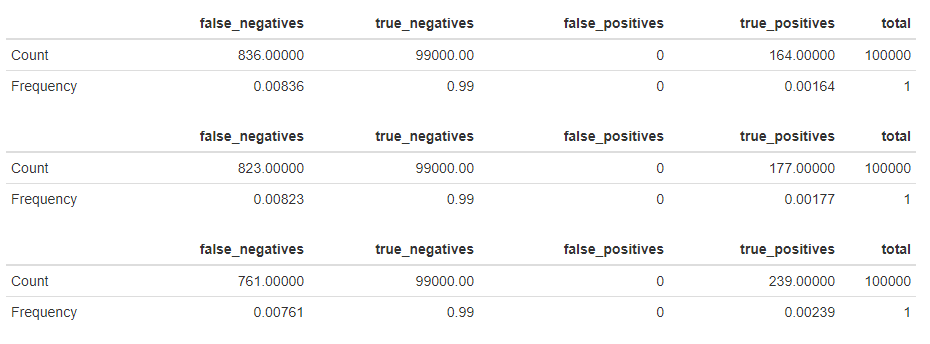 false_negatives true_negatives false_positives true_positives total
Count 836.00000 99000.00 0 164.00000 100000
Frequency 0.00836 0.99 0 0.00164 1
false_negatives true_negatives false_positives true_positives total
Count 823.00000 99000.00 0 177.00000 100000
Frequency 0.00823 0.99 0 0.00177 1
false_negatives true_negatives false_positives true_positives total
Count 761.00000 99000.00 0 239.00000 100000
Frequency 0.00761 0.99 0 0.00239 1